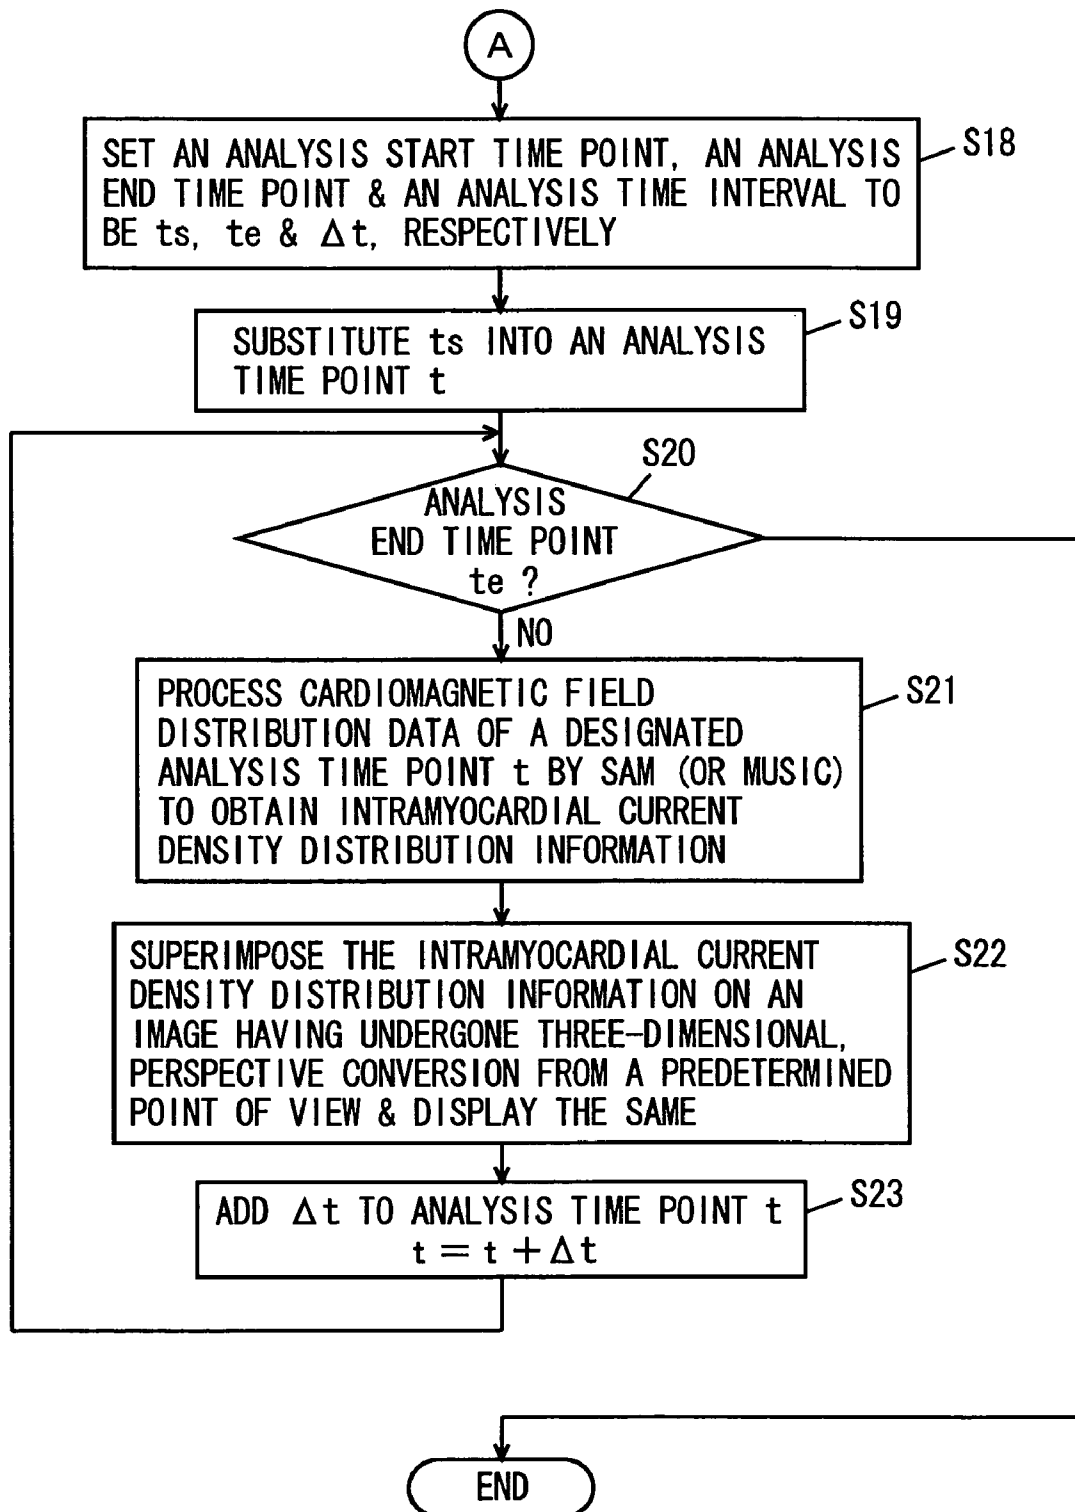 A
SET AN ANALYSIS START TIME POINT, AN ANALYSIS
END TIME POINT & AN ANALYSIS TIME INTERVAL TO
BE ts, te & Δt, RESPECTIVELY
S18
SUBSTITUTE ts INTO AN ANALYSIS
TIME POINT t
S19
ANALYSIS
END TIME POINT
te ?
S20
NO
PROCESS CARDIOMAGNETIC FIELD
DISTRIBUTION DATA OF A DESIGNATED
ANALYSIS TIME POINT t BY SAM (OR MUSIC)
TO OBTAIN INTRAMYOCARDIAL CURRENT
DENSITY DISTRIBUTION INFORMATION
S21
SUPERIMPOSE THE INTRAMYOCARDIAL CURRENT
DENSITY DISTRIBUTION INFORMATION ON AN
IMAGE HAVING UNDERGONE THREE-DIMENSIONAL,
PERSPECTIVE CONVERSION FROM A PREDETERMINED
POINT OF VIEW & DISPLAY THE SAME
S22
ADD Δt TO ANALYSIS TIME POINT t
t = t + Δt
S23
END